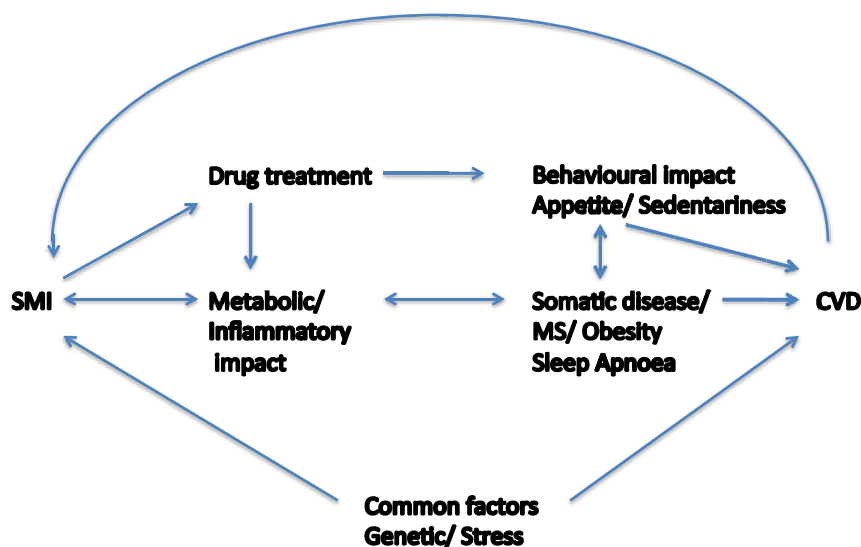 Drug treatment
Behavioural impact
Appetite/ Sedentariness
SMI
Metabolic/
Inflammatory
impact
Somatic disease/
MS/ Obesity
Sleep Apnoea
CVD
Common factors
Genetic/ Stress